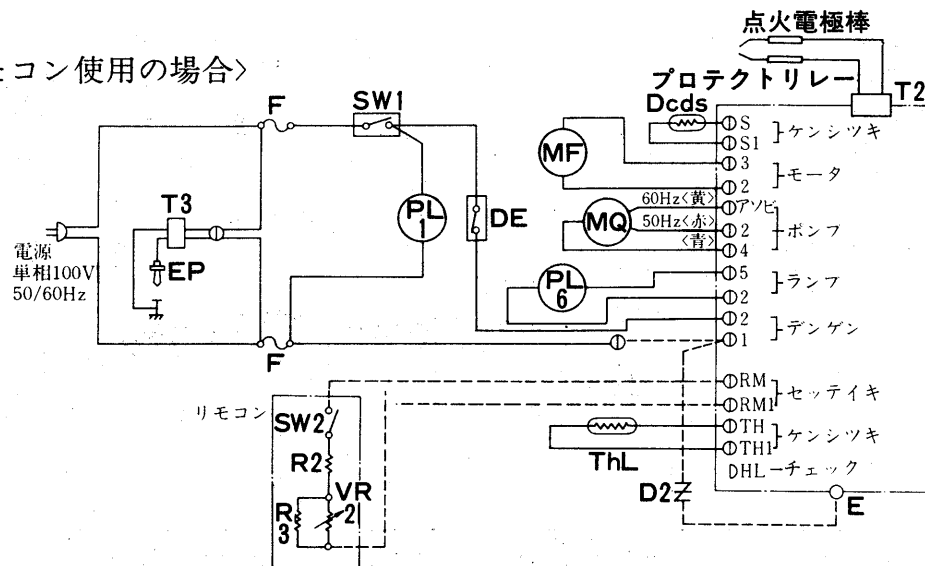 点火電極棒
モコン使用の場合〉
プロテクトリレー
T2
F
SW1
Dcds
S
S1
ケンシツキ
MF
3
2
モータ
T3
PL
1
DE
60Hz〈黄〉
アソビ
MQ
50Hz〈赤〉
2
〈青〉
4
ポンプ
電源
単相100V
50/60Hz
EP
PL
6
5
2
ランプ
2
1
デンゲン
F
リモコン
SW2
RM
RM1
セッテイキ
TH
TH1
ケンシツキ
ThL
DHLーチェック
R2
VR
2
R
3
D2
E